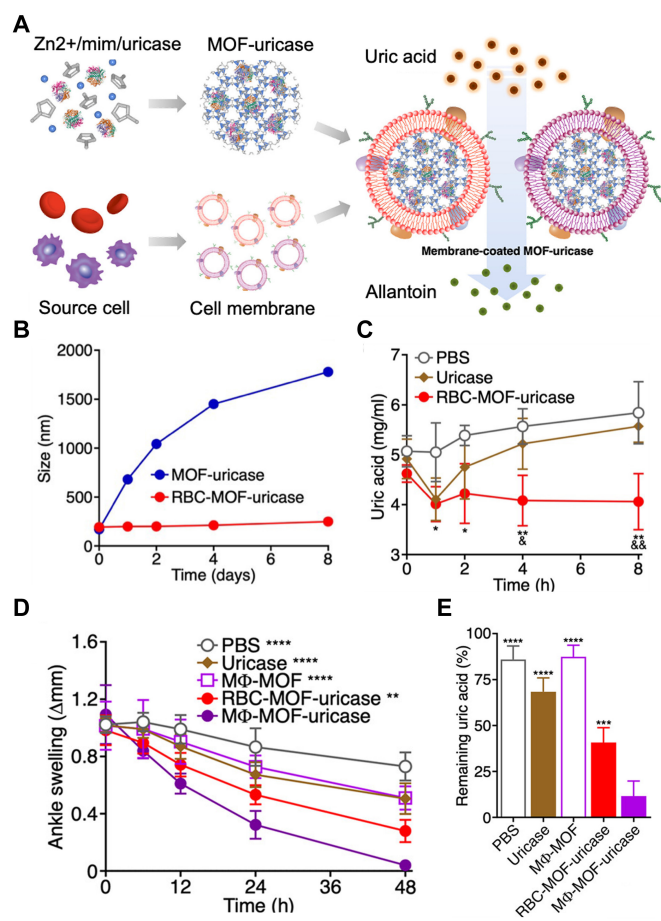 A
Zn2+/mim/uricase
MOF-uricase
Uric acid
Source cell
Cell membrane
Membrane-coated MOF-uricase
Allantoin
B
Size (nm)
2000
1500
1000
500
0
0
2
4
6
8
Time (days)
MOF-uricase
RBC-MOF-uricase
C
Uric acid (mg/ml)
7
6
5
4
3
0
2
4
8
Time (h)
PBS
Uricase
RBC-MOF-uricase
*
*
**
&
**
&&
D
Ankle swelling (Δmm)
1.6
1.2
0.8
0.4
0
0
12
24
36
48
Time (h)
PBS ****
Uricase ****
MΦ-MOF ****
RBC-MOF-uricase **
MΦ-MOF-uricase
E
Remaining uric acid (%)
100
75
50
25
0
****
****
****
***
PBS
Uricase
MΦ-MOF
RBC-MOF-uricase
MΦ-MOF-uricase